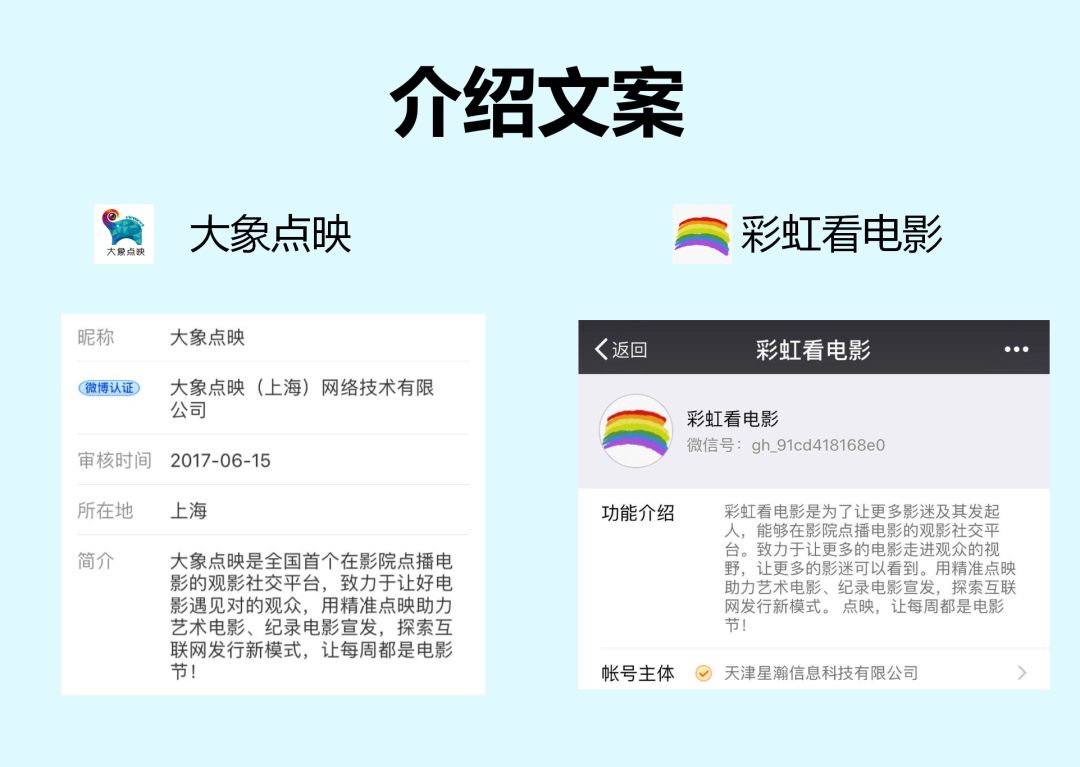 介绍文案
大象点映
大象点映
彩虹看电影
昵称 大象点映
微博认证 大象点映（上海）网络技术有限
公司
审核时间 2017-06-15
所在地 上海
简介 大象点映是全国首个在影院点播电
影的观影社交平台，致力于让好电
影遇见对的观众，用精准点映助力
艺术电影、纪录电影宣发，探索互
联网发行新模式，让每周都是电影
节！
返回 彩虹看电影
彩虹看电影
微信号：gh_91cd418168e0
功能介绍 彩虹看电影是为了让更多影迷及其发起
人，能够在影院点播电影的观影社交平
台。致力于让更多的电影走进观众的视
野，让更多的影迷可以看到。用精准点映
助力艺术电影、纪录电影宣发，探索互联
网发行新模式。 点映，让每周都是电影
节！
帐号主体 天津星瀚信息科技有限公司